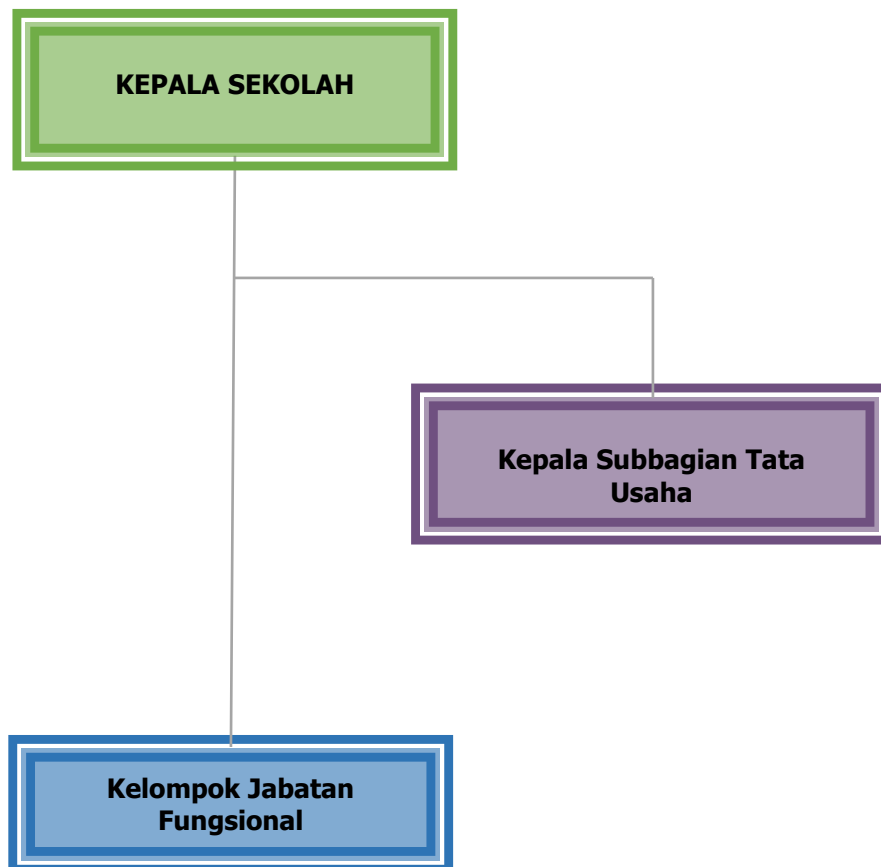 KEPALA SEKOLAH
Kepala Subbagian Tata
Usaha
Kelompok Jabatan
Fungsional